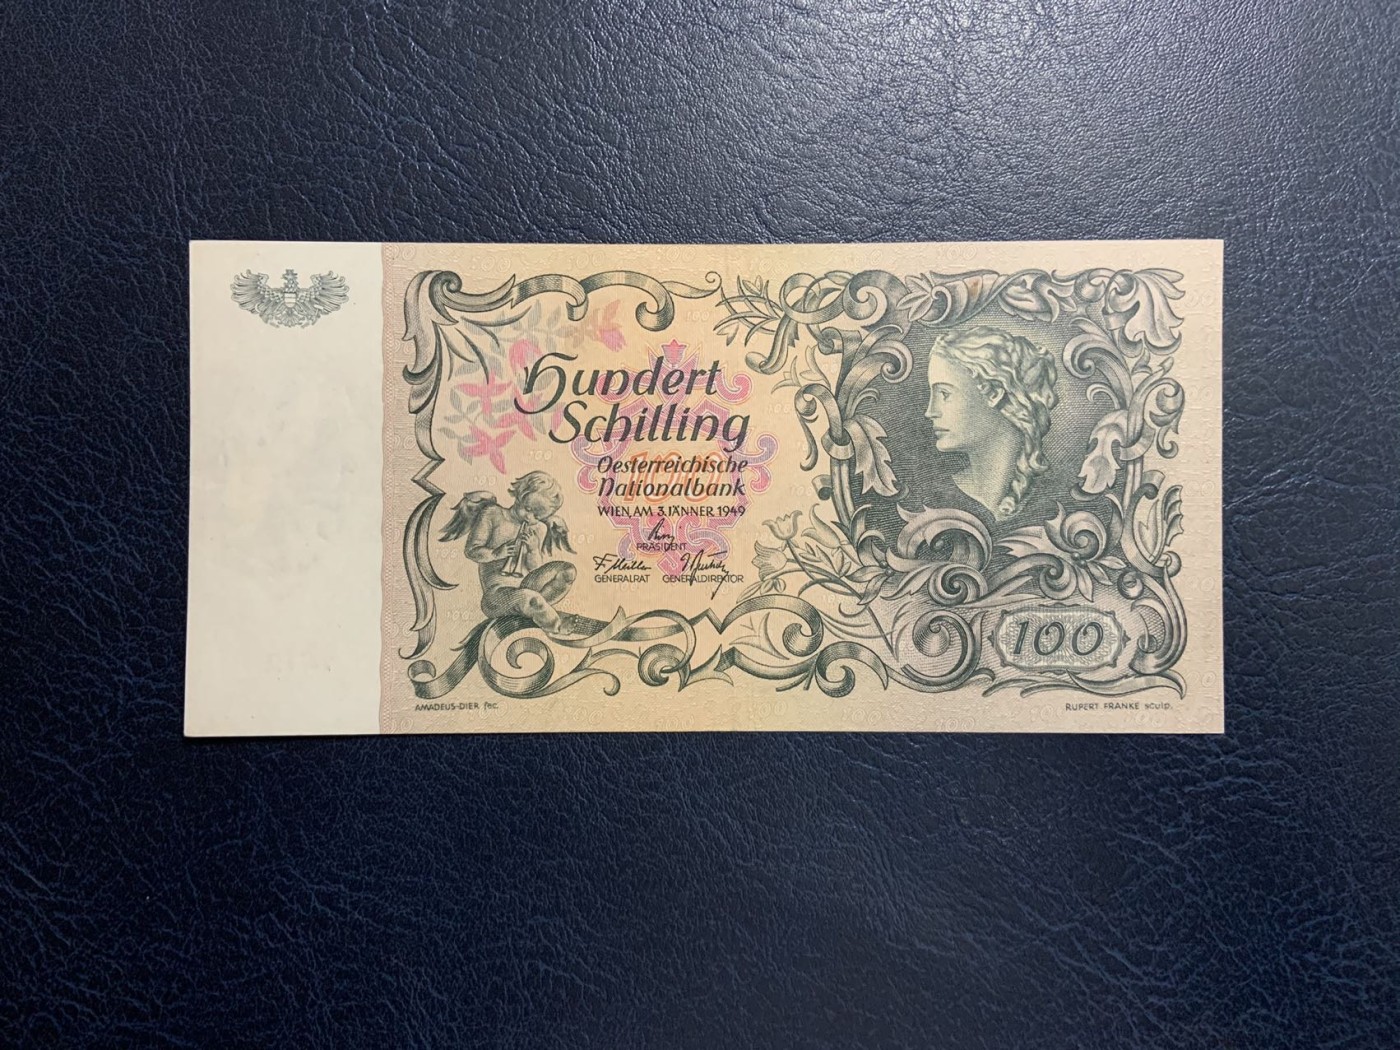 Hundert
Schilling
100
Oesterreichische
Nationalbank
WIEN, AM 3. JÄNNER 1949
PRÄSIDENT
GENERALRAT GENERALDIREKTOR
100
AMADEUS-DIER fec.
RUPERT FRANKE sculp.